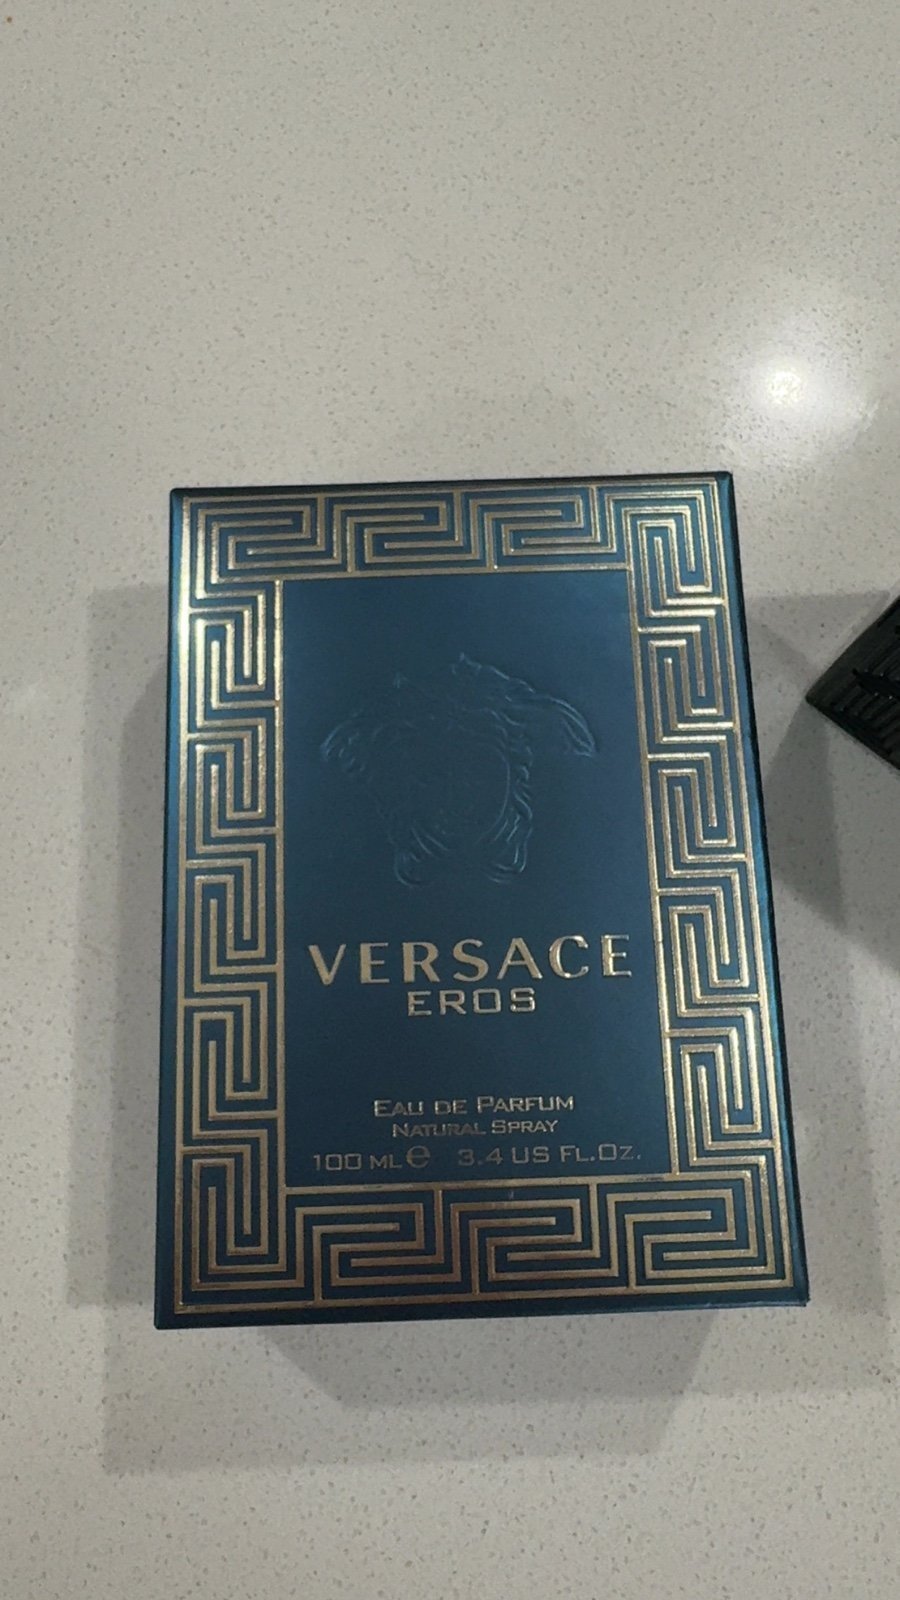 VERSACE
EROS
EAU DE PARFUM
NATURAL SPRAY
100 ML ℮ 3.4 US FL.OZ.